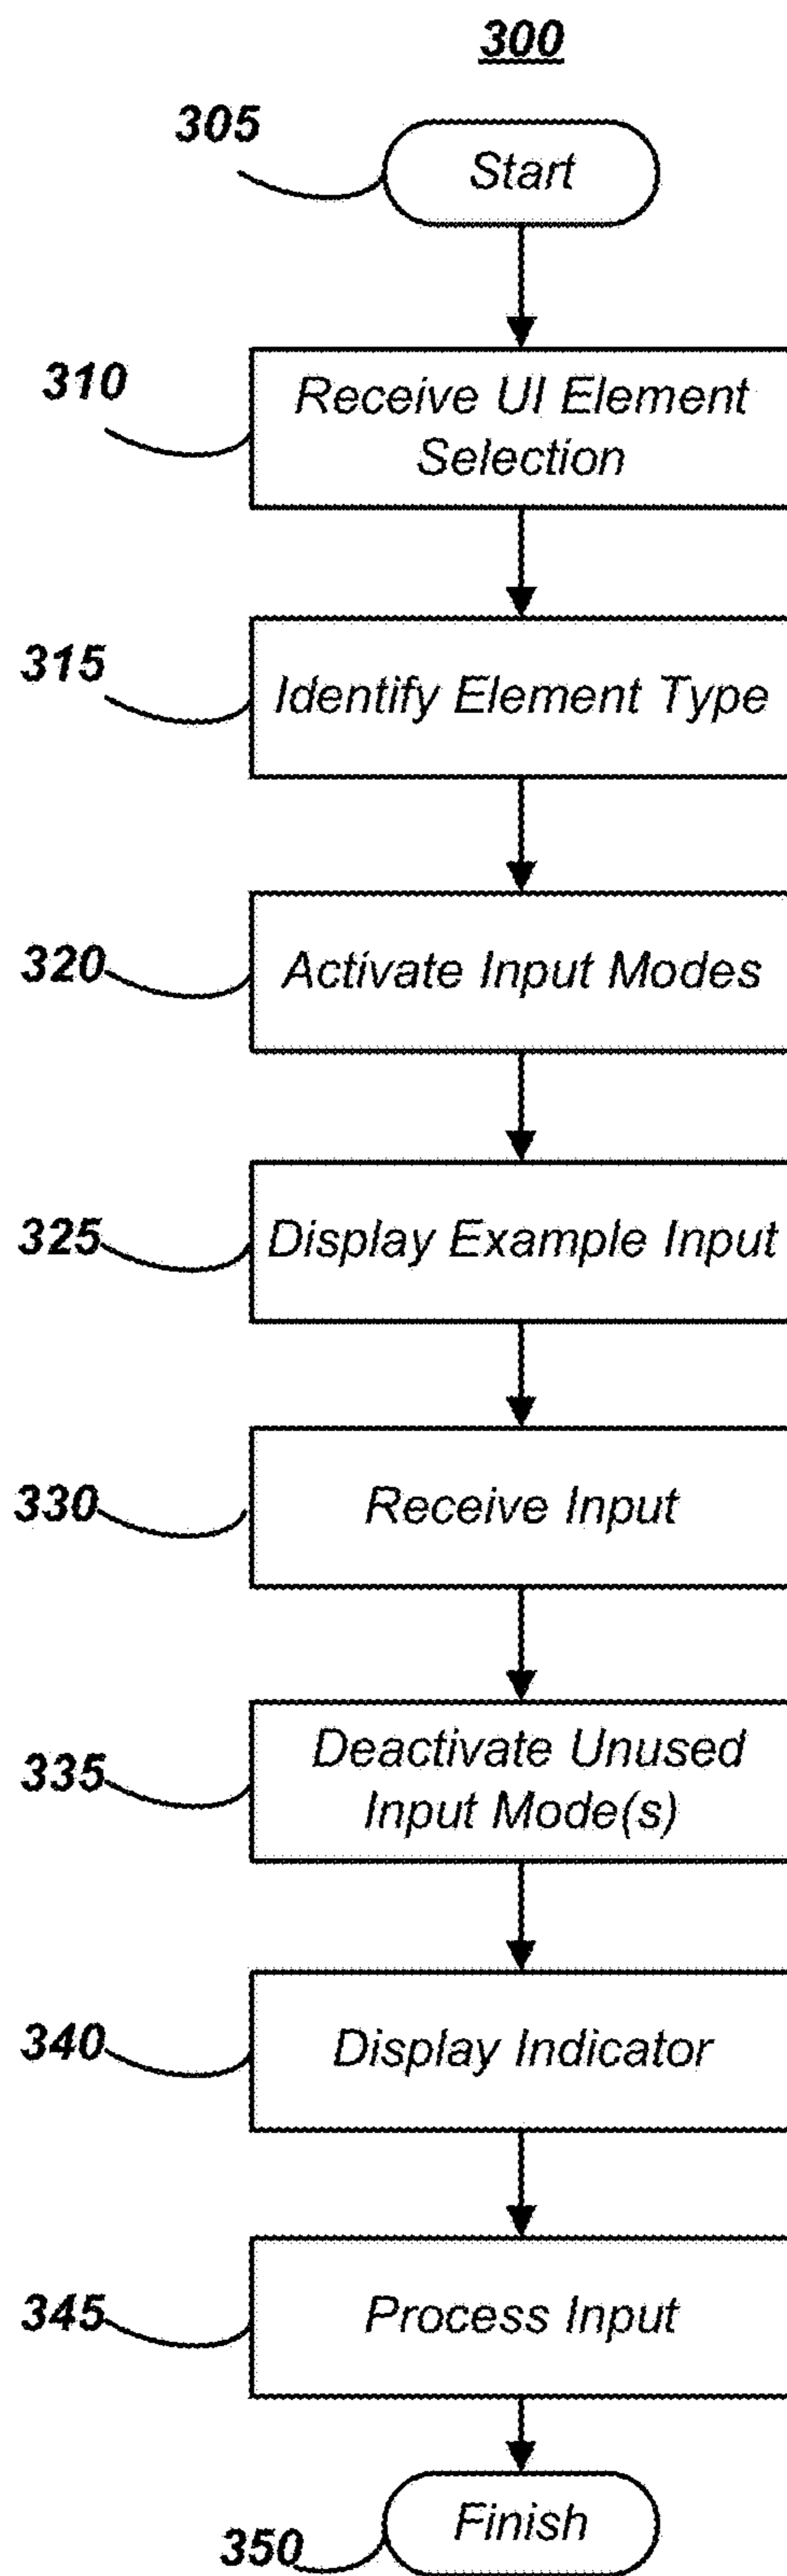 300
305
Start
310
Receive UI Element
Selection
315
Identify Element Type
320
Activate Input Modes
325
Display Example Input
330
Receive Input
335
Deactivate Unused
Input Mode(s)
340
Display Indicator
345
Process Input
350
Finish